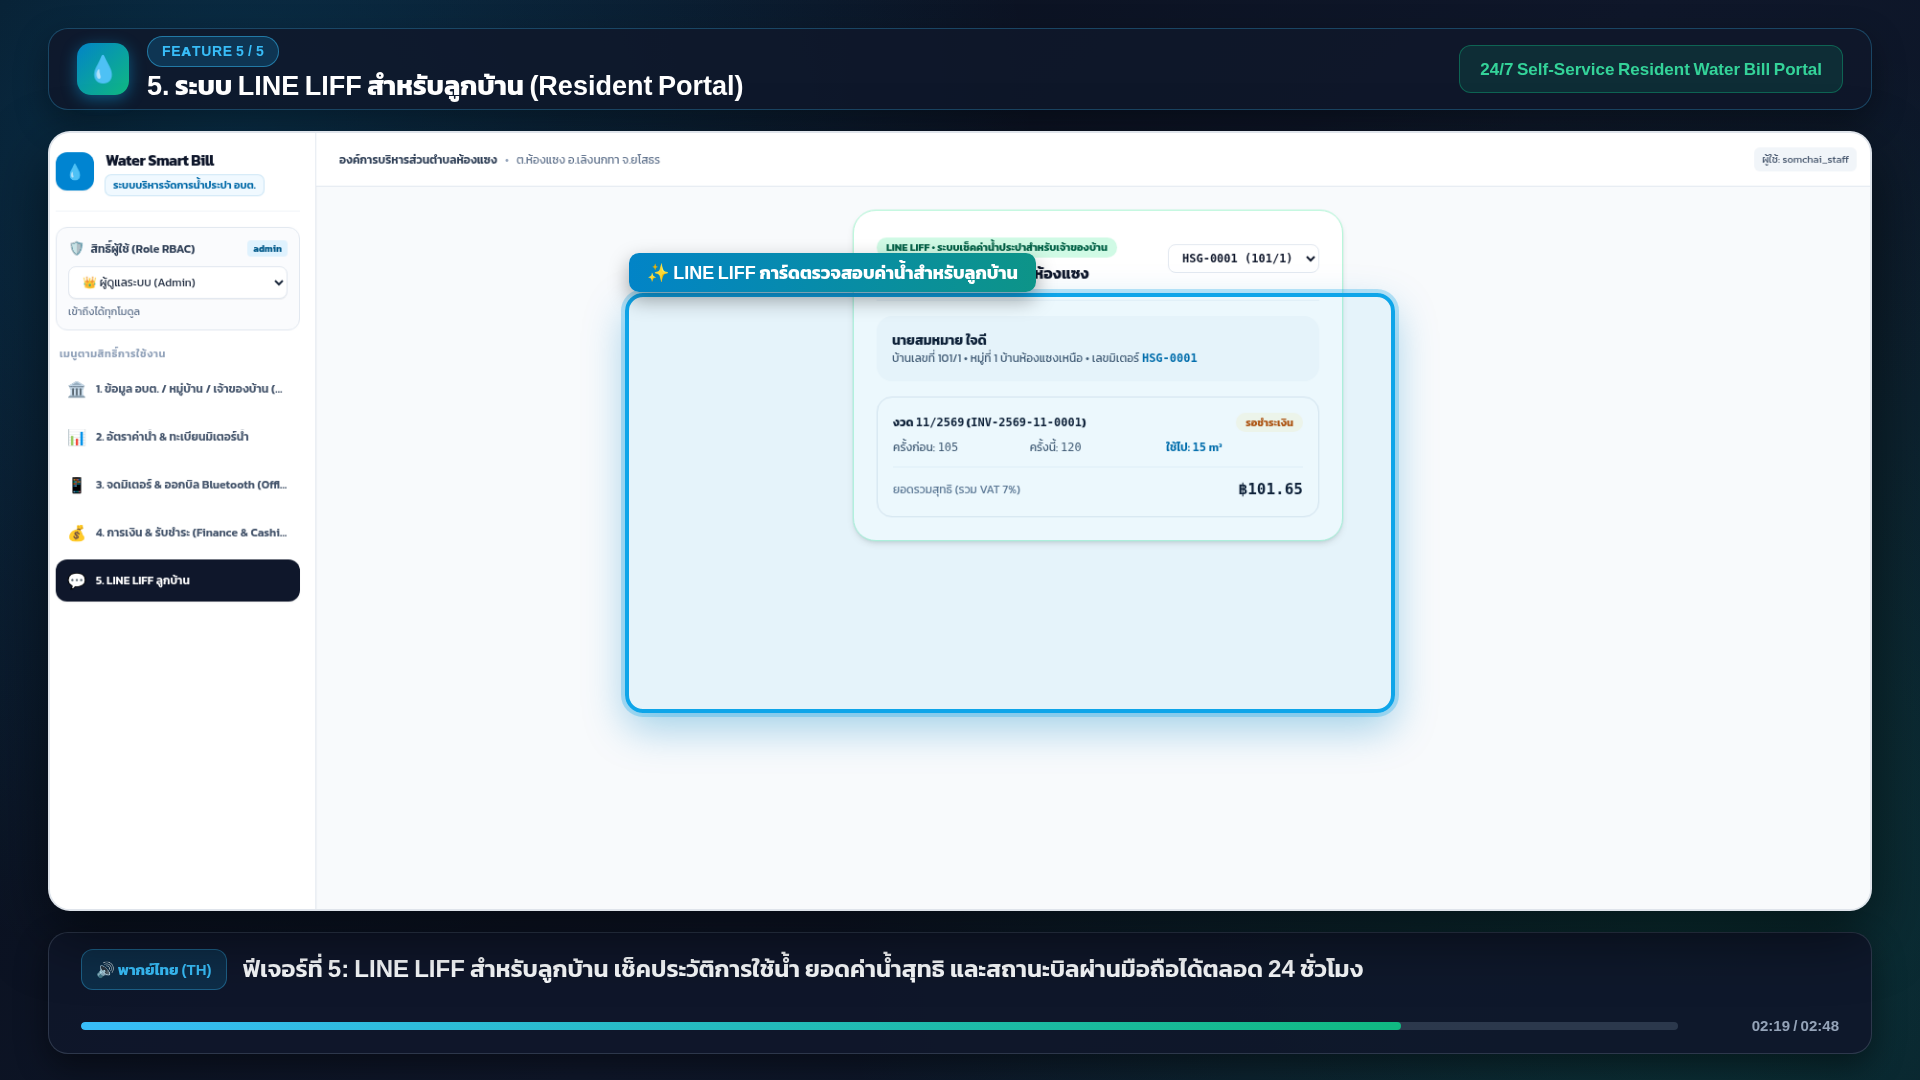 FEATURE 5 / 5
5. ระบบ LINE LIFF สำหรับลูกบ้าน (Resident Portal)
24/7 Self-Service Resident Water Bill Portal
Water Smart Bill
ระบบบริหารจัดการน้ำประปา อบต.
องค์การบริหารส่วนตำบลห้องแซง • ต.ห้องแซง อ.เลิงนกทา จ.ยโสธร
ผู้ใช้: somchai_staff
สิทธิ์ผู้ใช้ (Role RBAC)
admin
ผู้ดูแลระบบ (Admin)
เข้าถึงได้ทุกโมดูล
เมนูตามสิทธิ์การใช้งาน
1. ข้อมูล อบต. / หมู่บ้าน / เจ้าของบ้าน (...
2. อัตราค่าน้ำ & ทะเบียนมิเตอร์น้ำ
3. จดมิเตอร์ & ออกบิล Bluetooth (Offl...
4. การเงิน & รับชำระ (Finance & Cashi...
5. LINE LIFF ลูกบ้าน
LINE LIFF • ระบบเช็คค่าน้ำประปาสำหรับเจ้าของบ้าน
HSG-0001 (101/1)
✨ LINE LIFF การ์ดตรวจสอบค่าน้ำสำหรับลูกบ้าน
ห้องแซง
นายสมหมาย ใจดี
บ้านเลขที่ 101/1 • หมู่ที่ 1 บ้านห้องแซงเหนือ • เลขมิเตอร์ HSG-0001
งวด 11/2569 (INV-2569-11-0001)
รอชำระเงิน
ครั้งก่อน: 105
ครั้งนี้: 120
ใช้ไป: 15 m³
ยอดรวมสุทธิ (รวม VAT 7%)
฿101.65
พากย์ไทย (TH)
ฟีเจอร์ที่ 5: LINE LIFF สำหรับลูกบ้าน เช็คประวัติการใช้น้ำ ยอดค่าน้ำสุทธิ และสถานะบิลผ่านมือถือได้ตลอด 24 ชั่วโมง
02:19 / 02:48